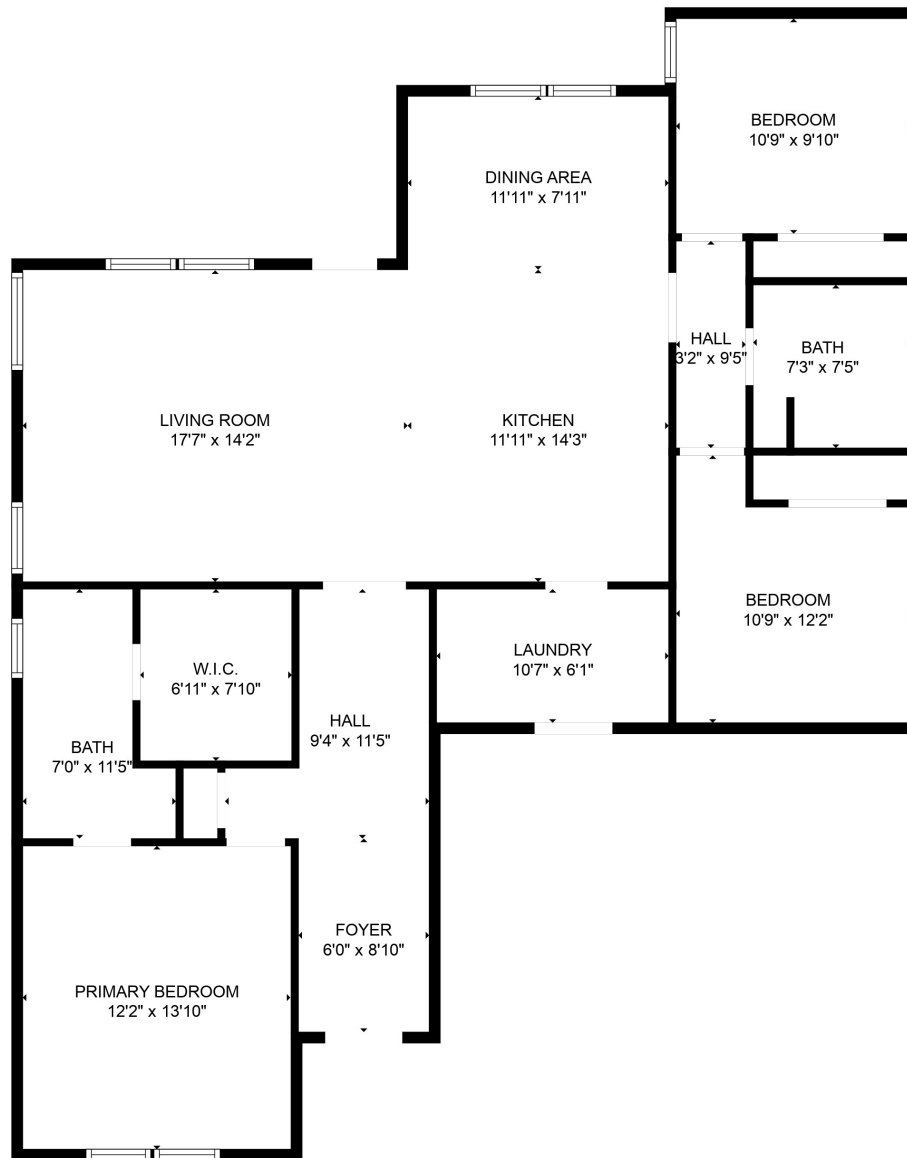 BEDROOM
10'9" x 9'10"
DINING AREA
11'11" x 7'11"
HALL
3'2" x 9'5"
BATH
7'3" x 7'5"
LIVING ROOM
17'7" x 14'2"
KITCHEN
11'11" x 14'3"
BEDROOM
10'9" x 12'2"
LAUNDRY
10'7" x 6'1"
W.I.C.
6'11" x 7'10"
HALL
9'4" x 11'5"
BATH
7'0" x 11'5"
FOYER
6'0" x 8'10"
PRIMARY BEDROOM
12'2" x 13'10"